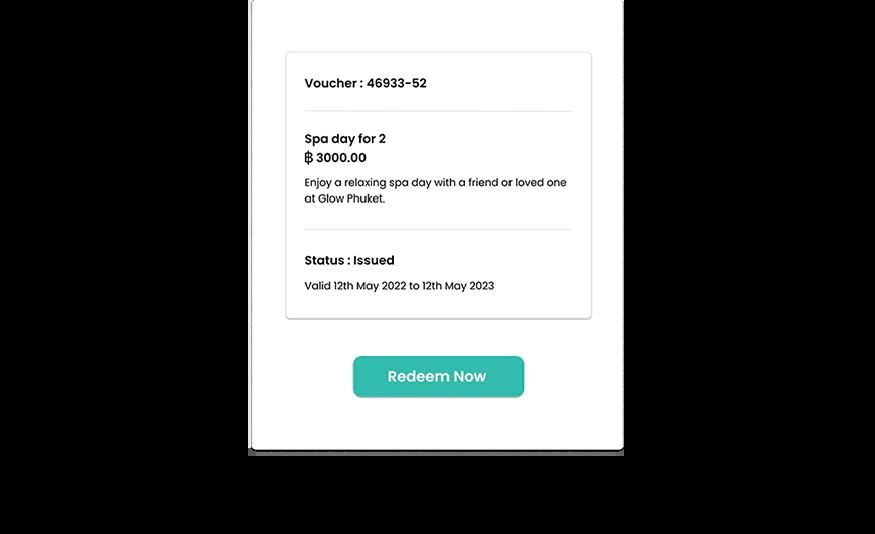 Voucher : 46933-52
Spa day for 2
฿ 3000.00
Enjoy a relaxing spa day with a friend or loved one
at Glow Phuket.
Status : Issued
Valid 12th May 2022 to 12th May 2023
Redeem Now